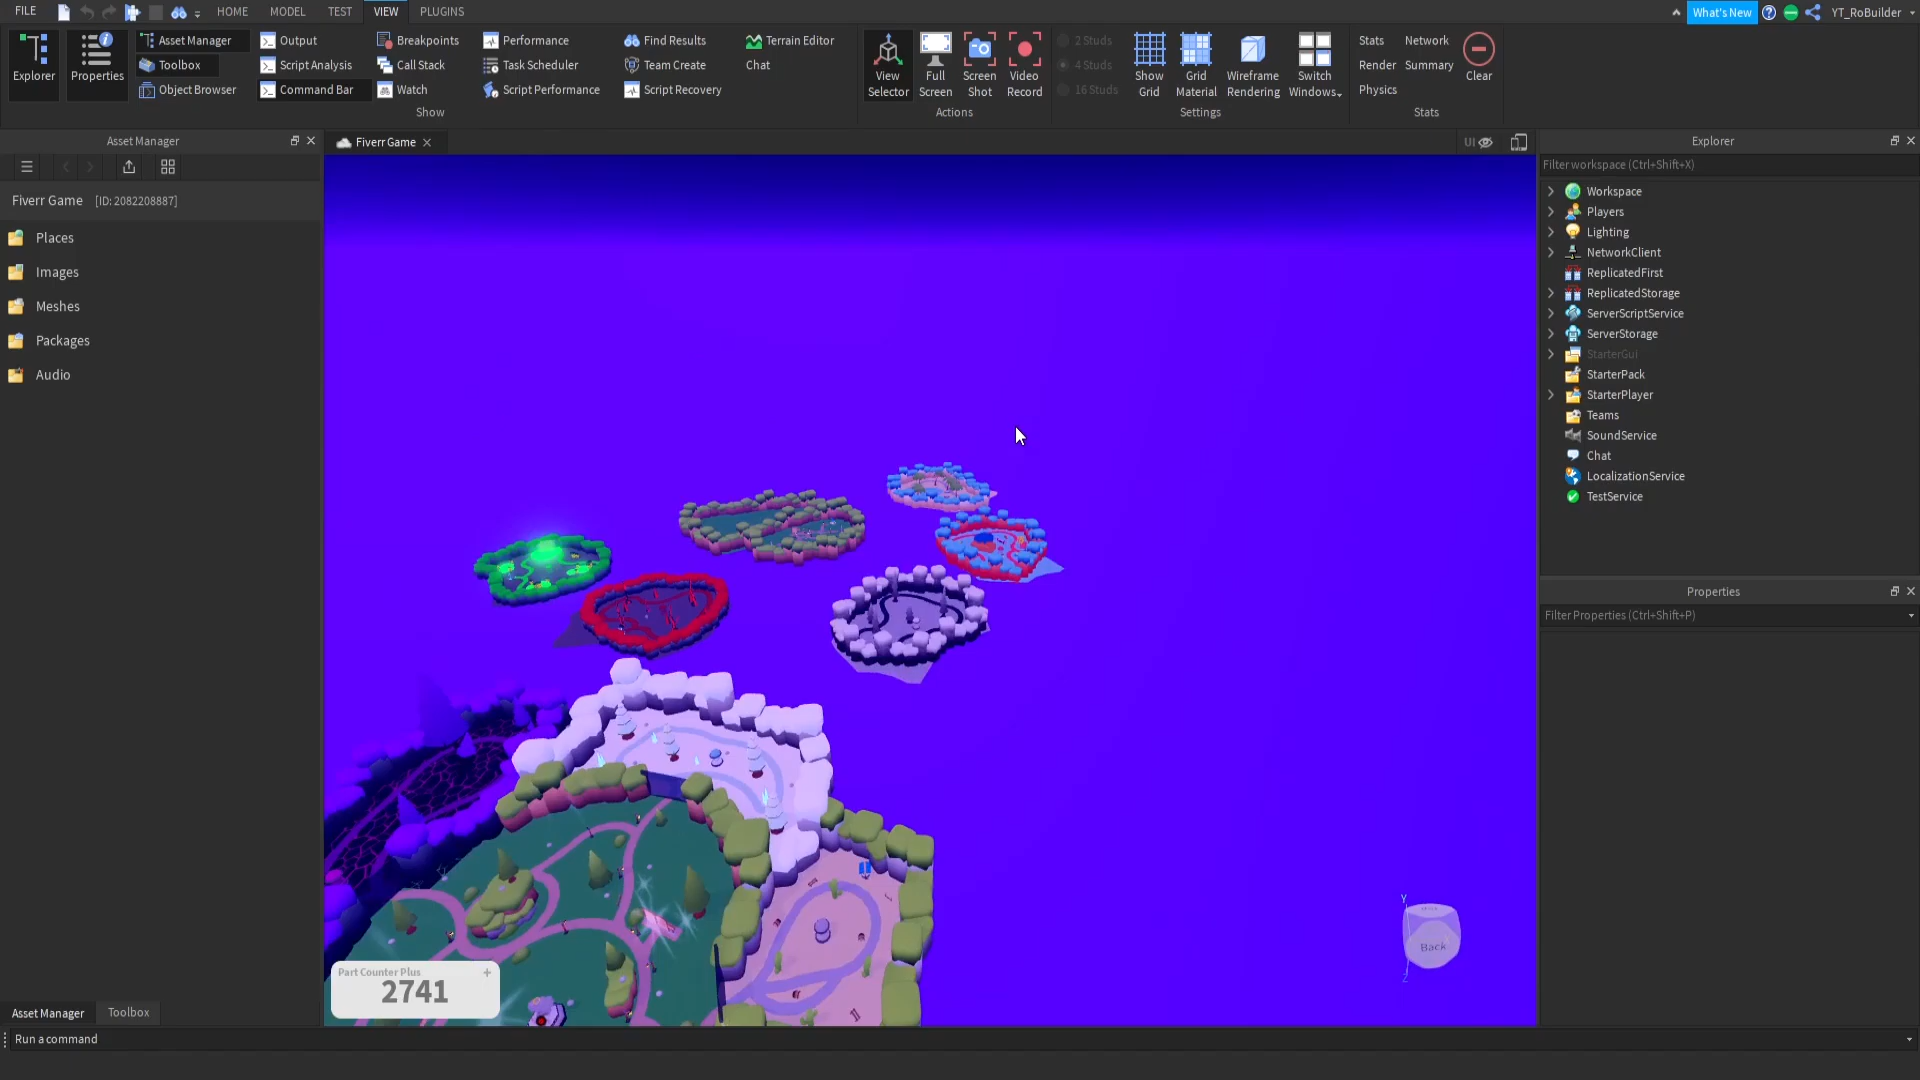 FILE HOME MODEL TEST VIEW PLUGINS What's New YT_RoBuilder
Explorer
Properties
Asset Manager
Toolbox
Object Browser
Output
Script Analysis
Command Bar
Breakpoints
Call Stack
Watch
Performance
Task Scheduler
Script Performance
Find Results
Team Create
Script Recovery
Terrain Editor
Chat
Show
View Selector
Full Screen
Screen Shot
Video Record
Actions
2 Studs
4 Studs
16 Studs
Show Grid
Grid Material
Wireframe Rendering
Switch Windows
Settings
Stats
Render
Physics
Network
Summary
Clear
Stats
Asset Manager
Fiverr Game [ID: 2082208887]
Places
Images
Meshes
Packages
Audio
Asset Manager Toolbox
Run a command
Fiverr Game
UI
Part Counter Plus +
2741
Y
Back
Z
Explorer
Filter workspace (Ctrl+Shift+X)
Workspace
Players
Lighting
NetworkClient
ReplicatedFirst
ReplicatedStorage
ServerScriptService
ServerStorage
StarterGui
StarterPack
StarterPlayer
Teams
SoundService
Chat
LocalizationService
TestService
Properties
Filter Properties (Ctrl+Shift+P)